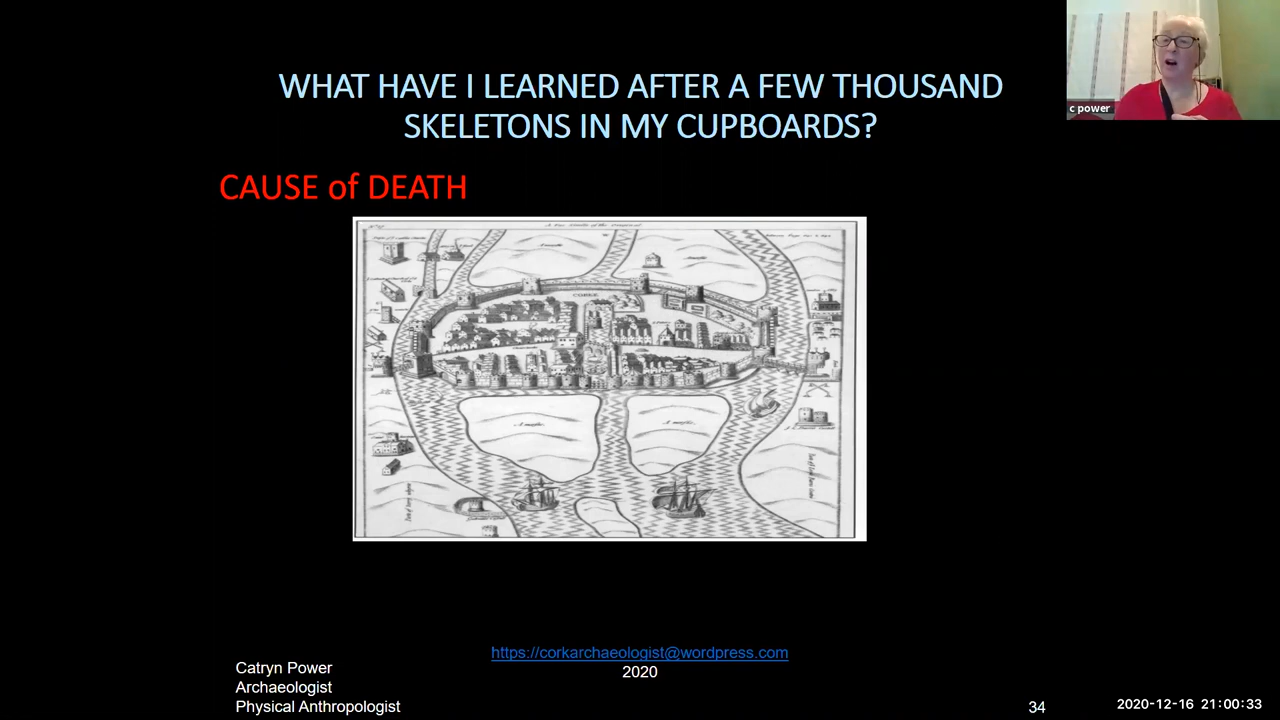 c power
WHAT HAVE I LEARNED AFTER A FEW THOUSAND
SKELETONS IN MY CUPBOARDS?
CAUSE of DEATH
CORKE
https://corkarchaeologist@wordpress.com
2020
Catryn Power
Archaeologist
Physical Anthropologist
34
2020-12-16 21:00:33